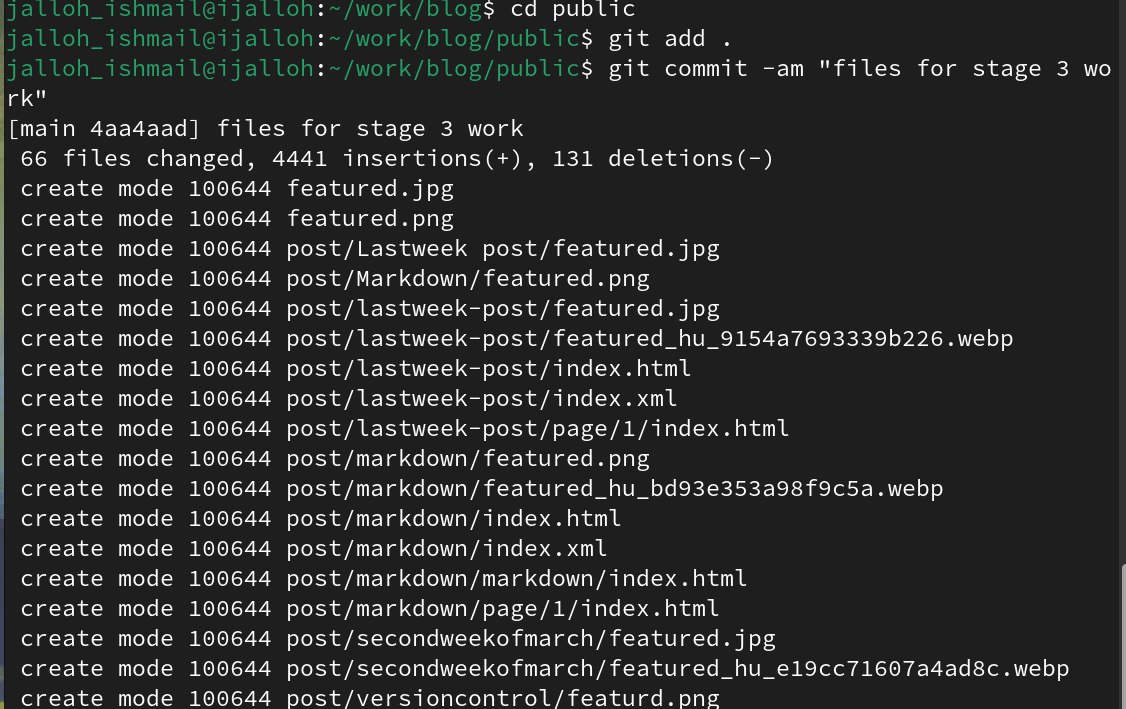 jalloh_ishmail@ijalloh:~/work/blog$ cd public
jalloh_ishmail@ijalloh:~/work/blog/public$ git add .
jalloh_ishmail@ijalloh:~/work/blog/public$ git commit -am "files for stage 3 wo
rk"
[main 4aa4aad] files for stage 3 work
 66 files changed, 4441 insertions(+), 131 deletions(-)
 create mode 100644 featured.jpg
 create mode 100644 featured.png
 create mode 100644 post/Lastweek post/featured.jpg
 create mode 100644 post/Markdown/featured.png
 create mode 100644 post/lastweek-post/featured.jpg
 create mode 100644 post/lastweek-post/featured_hu_9154a7693339b226.webp
 create mode 100644 post/lastweek-post/index.html
 create mode 100644 post/lastweek-post/index.xml
 create mode 100644 post/lastweek-post/page/1/index.html
 create mode 100644 post/markdown/featured.png
 create mode 100644 post/markdown/featured_hu_bd93e353a98f9c5a.webp
 create mode 100644 post/markdown/index.html
 create mode 100644 post/markdown/index.xml
 create mode 100644 post/markdown/markdown/index.html
 create mode 100644 post/markdown/page/1/index.html
 create mode 100644 post/secondweekofmarch/featured.jpg
 create mode 100644 post/secondweekofmarch/featured_hu_e19cc71607a4ad8c.webp
 create mode 100644 post/versioncontrol/featurd.png